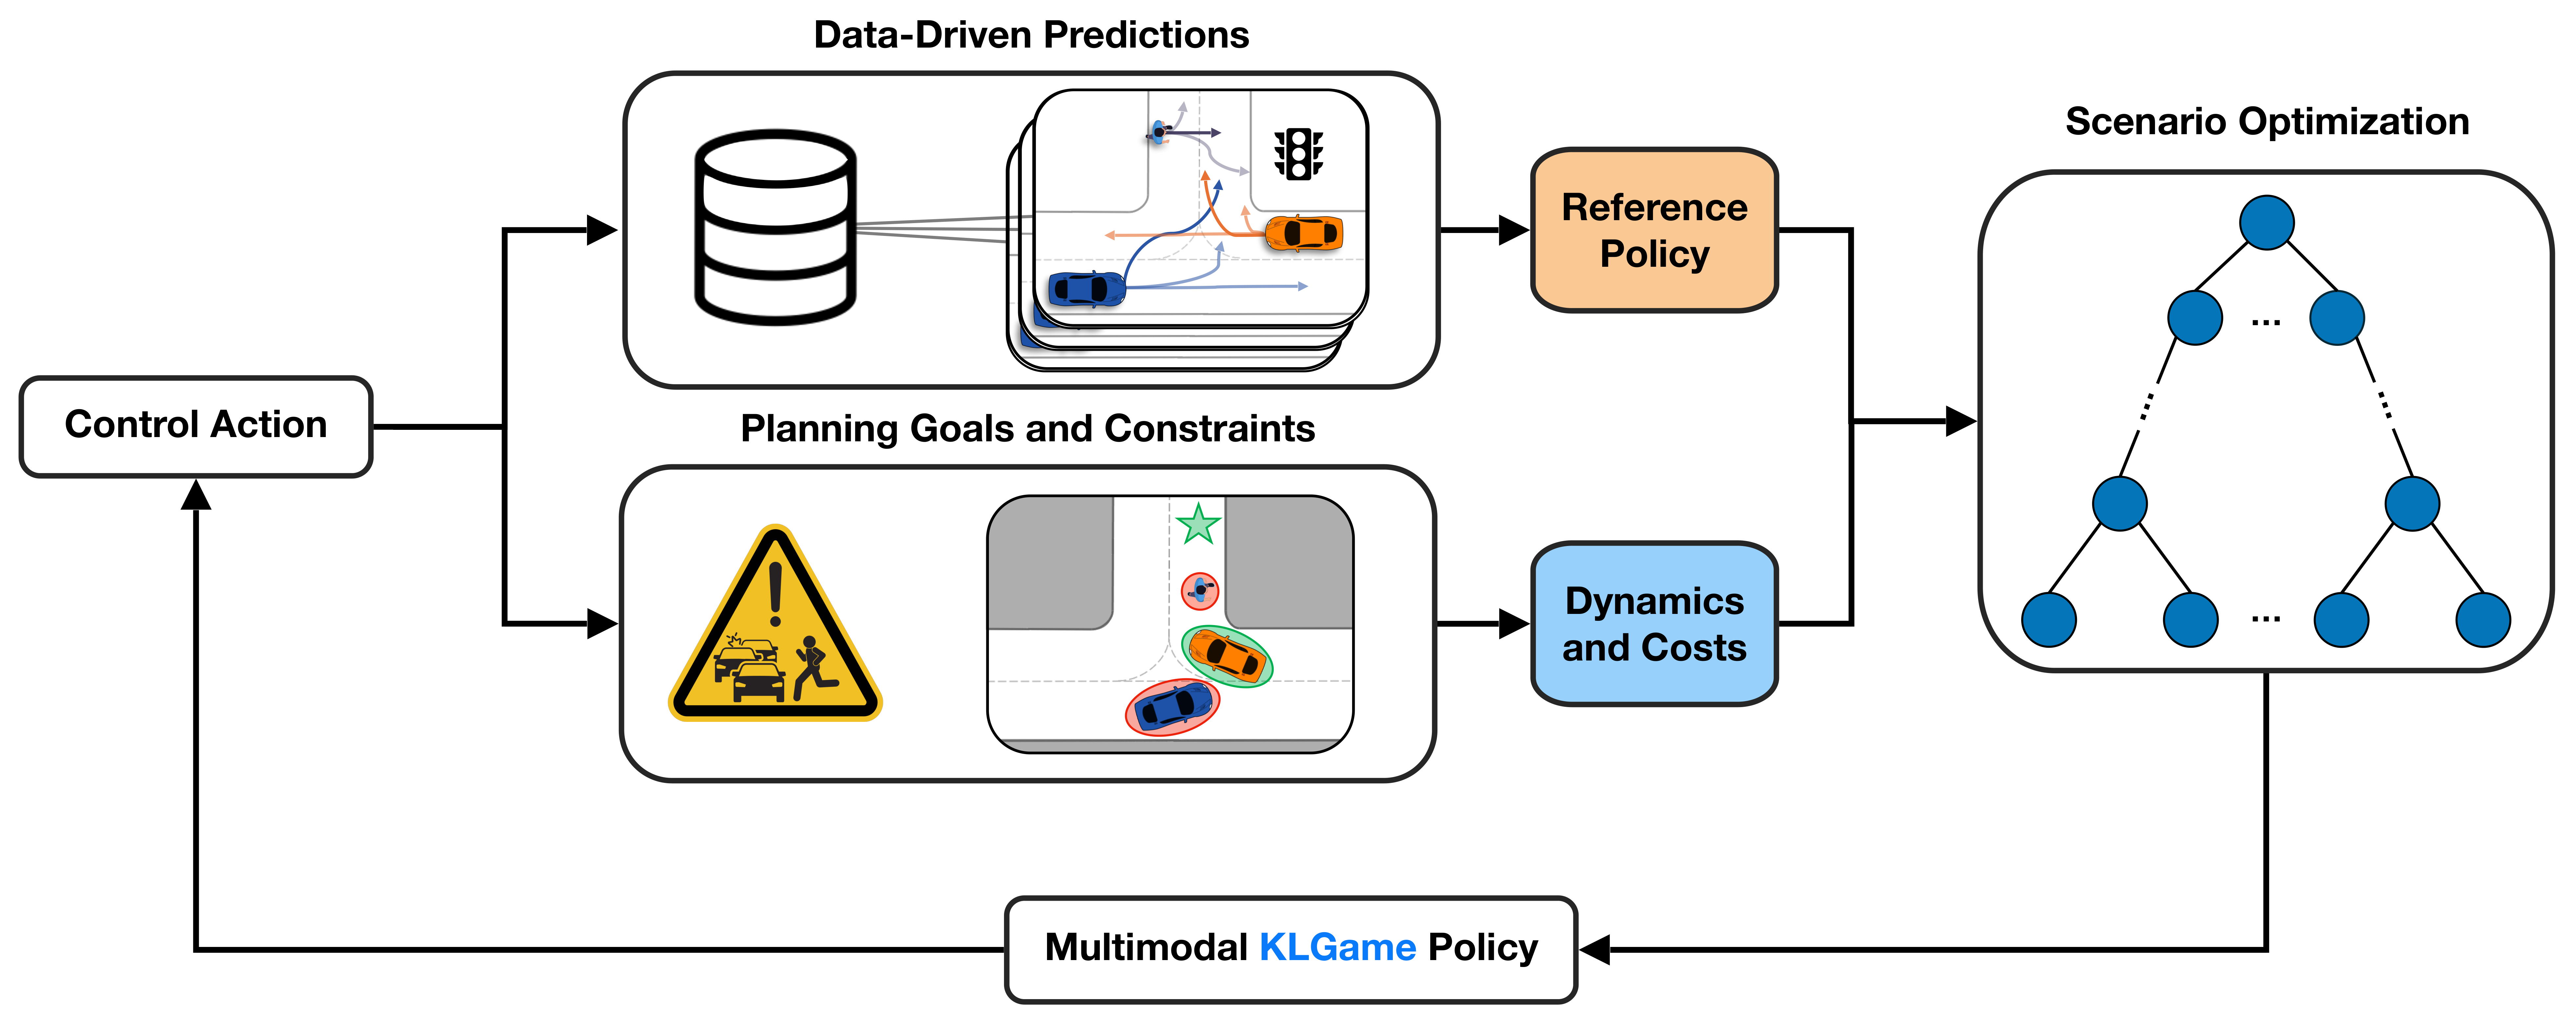 Data-Driven Predictions
Scenario Optimization
Reference
Policy
...
Control Action
Planning Goals and Constraints
Dynamics
and Costs
...
Multimodal KLGame Policy